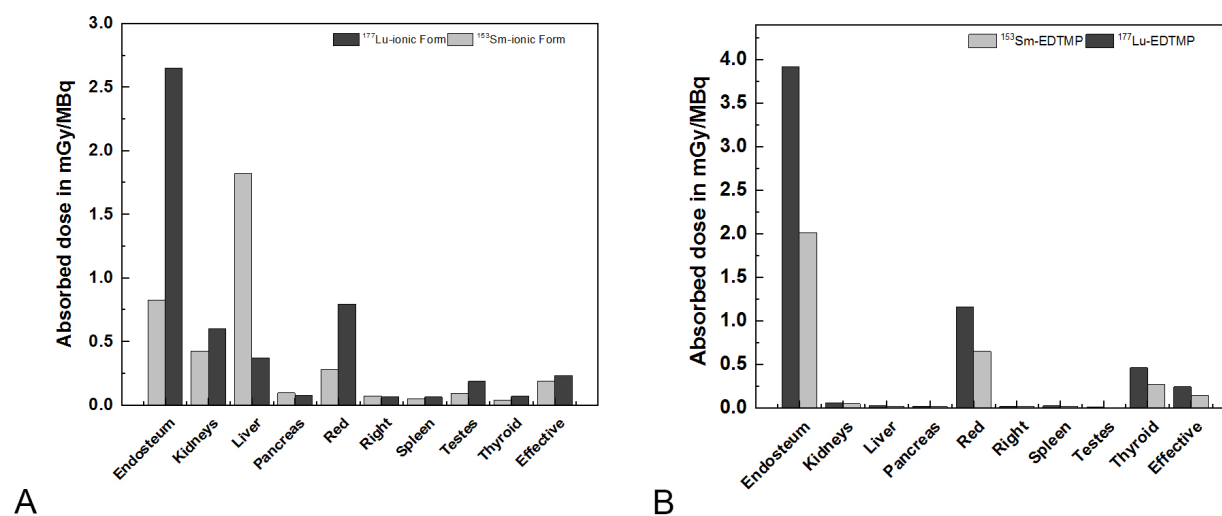 3.0
2.5
2.0
1.5
1.0
0.5
0.0
Absorbed dose in mGy/MBq
¹⁷⁷Lu-ionic Form ¹⁵³Sm-ionic Form
Endosteum
Kidneys
Liver
Pancreas
Red
Right
Spleen
Testes
Thyroid
Effective
A
4.0
3.5
3.0
2.5
2.0
1.5
1.0
0.5
0.0
Absorbed dose in mGy/MBq
¹⁵³Sm-EDTMP ¹⁷⁷Lu-EDTMP
Endosteum
Kidneys
Liver
Pancreas
Red
Right
Spleen
Testes
Thyroid
Effective
B